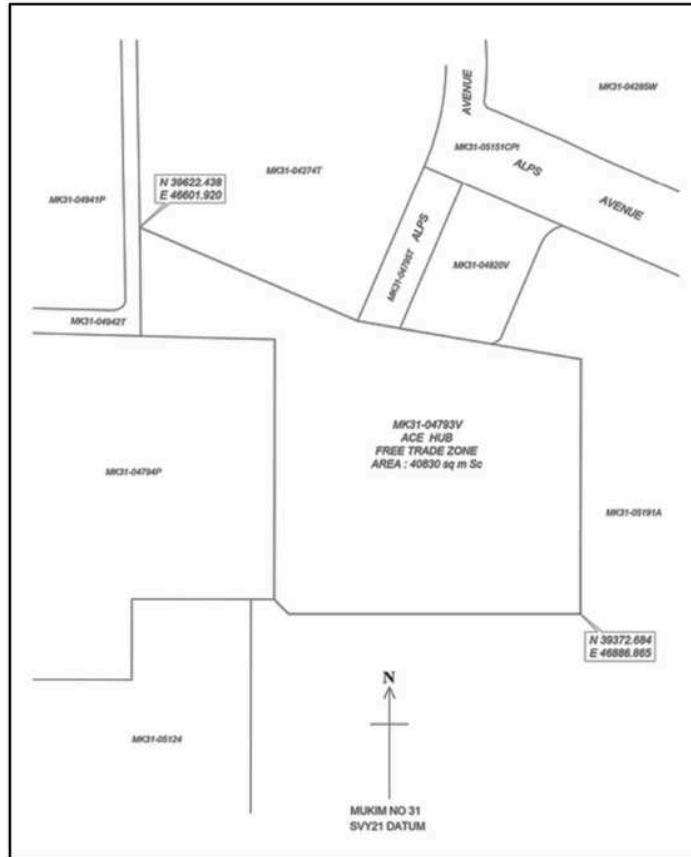 AVENUE
MK31-04285W
MK31-05151CPt
ALPS
AVENUE
MK31-04274T
N 39622.438
E 46601.920
MK31-04941P
ALPS
MK31-04795T
MK31-04820V
MK31-04942T
MK31-04793V
ACE HUB
FREE TRADE ZONE
AREA : 40830 sq m Sc
MK31-04794P
MK31-05191A
N 39372.684
E 46886.865
N
MK31-05124
MUKIM NO 31
SVY21 DATUM